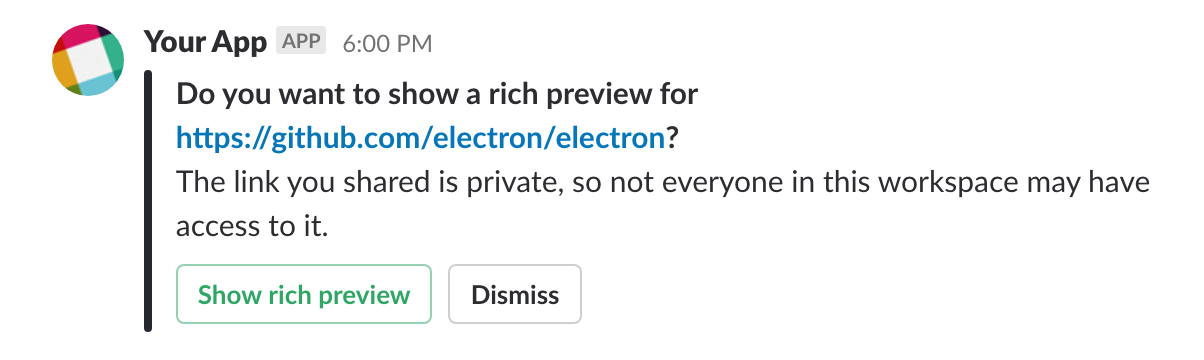 Your App APP 6:00 PM
Do you want to show a rich preview for
https://github.com/electron/electron?
The link you shared is private, so not everyone in this workspace may have
access to it.
Show rich preview Dismiss